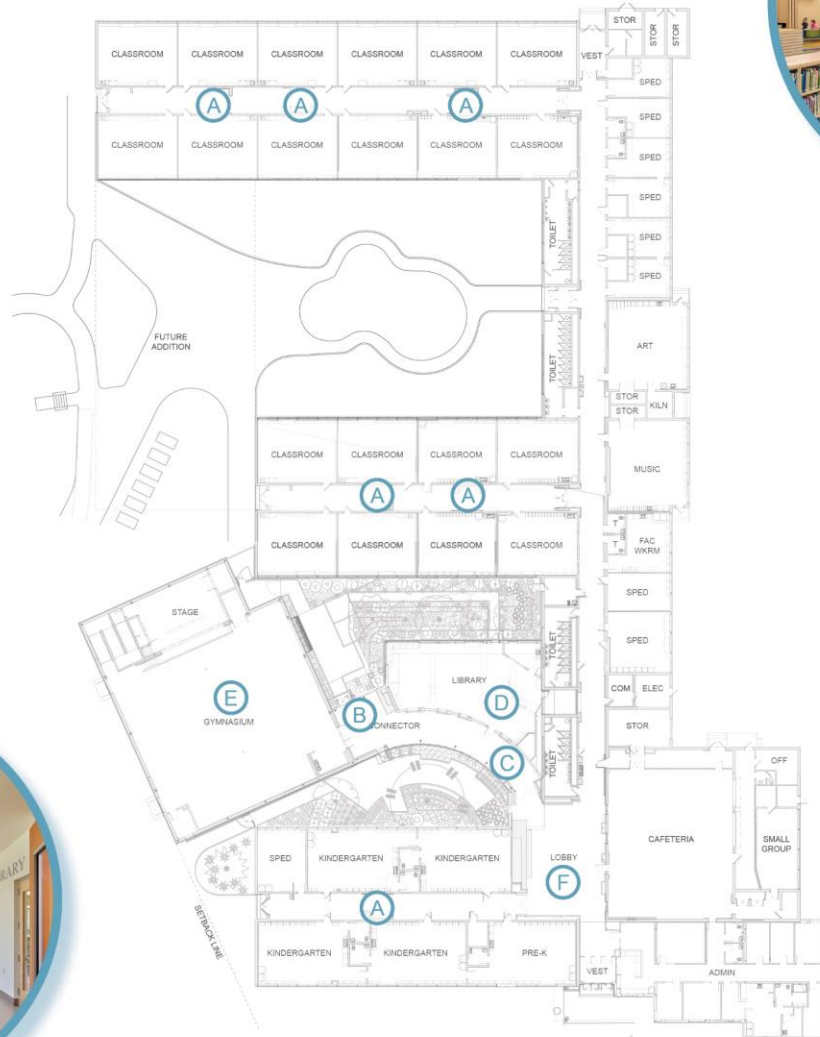 STOR
STOR
STOR
CLASSROOM CLASSROOM CLASSROOM CLASSROOM CLASSROOM CLASSROOM
VEST
SPED
A A A
SPED
CLASSROOM CLASSROOM CLASSROOM CLASSROOM CLASSROOM CLASSROOM
SPED
SPED
TOILET
SPED
SPED
FUTURE
ADDITION
ART
TOILET
STOR
STOR
KILN
CLASSROOM CLASSROOM CLASSROOM CLASSROOM
MUSIC
A A
T
T
FAC
WKRM
CLASSROOM CLASSROOM CLASSROOM CLASSROOM
SPED
STAGE
SPED
TOILET
LIBRARY
COM ELEC
E
GYMNASIUM
B
D
CONNECTOR
STOR
C
TOILET
OFF
CAFETERIA
SMALL
GROUP
SPED KINDERGARTEN KINDERGARTEN
LOBBY
F
RARY
A
SETBACK LINE
KINDERGARTEN KINDERGARTEN PRE-K
VEST
ADMIN